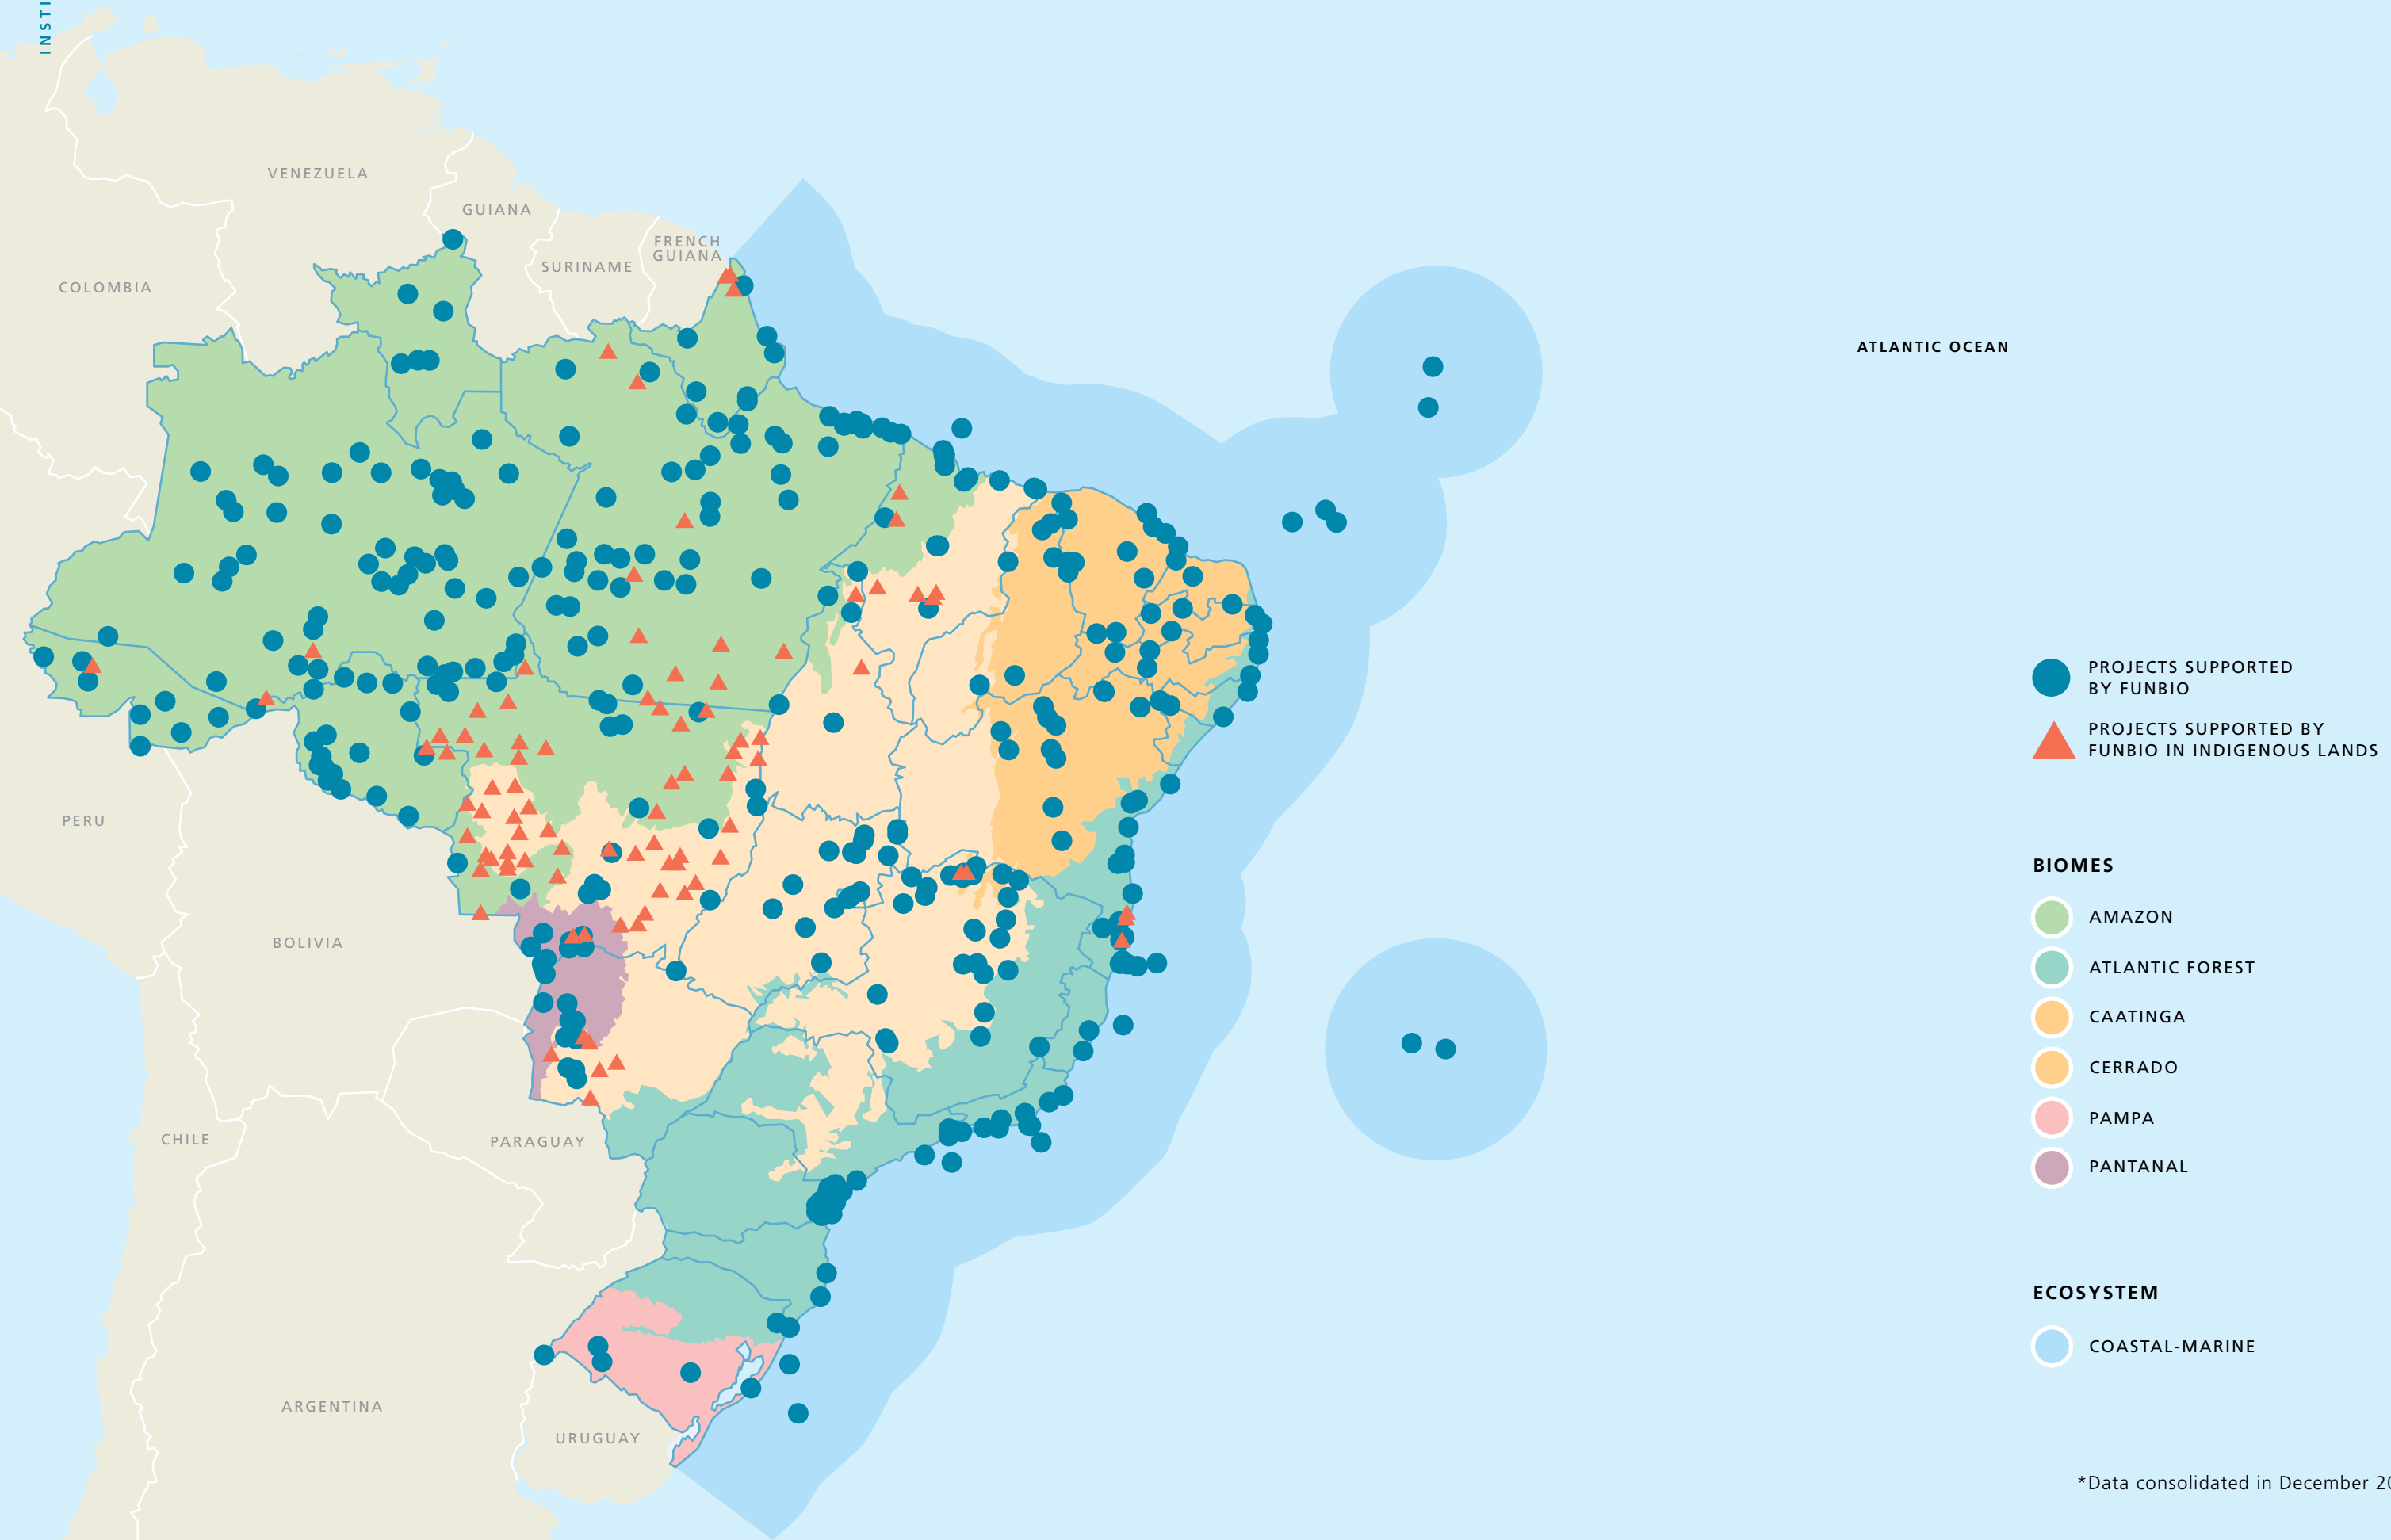 INSTI
VENEZUELA
GUIANA
FRENCH
GUIANA
SURINAME
COLOMBIA
ATLANTIC OCEAN
PERU
BOLIVIA
CHILE
PARAGUAY
ARGENTINA
URUGUAY
PROJECTS SUPPORTED
BY FUNBIO
PROJECTS SUPPORTED BY
FUNBIO IN INDIGENOUS LANDS
BIOMES
AMAZON
ATLANTIC FOREST
CAATINGA
CERRADO
PAMPA
PANTANAL
ECOSYSTEM
COASTAL-MARINE
*Data consolidated in December